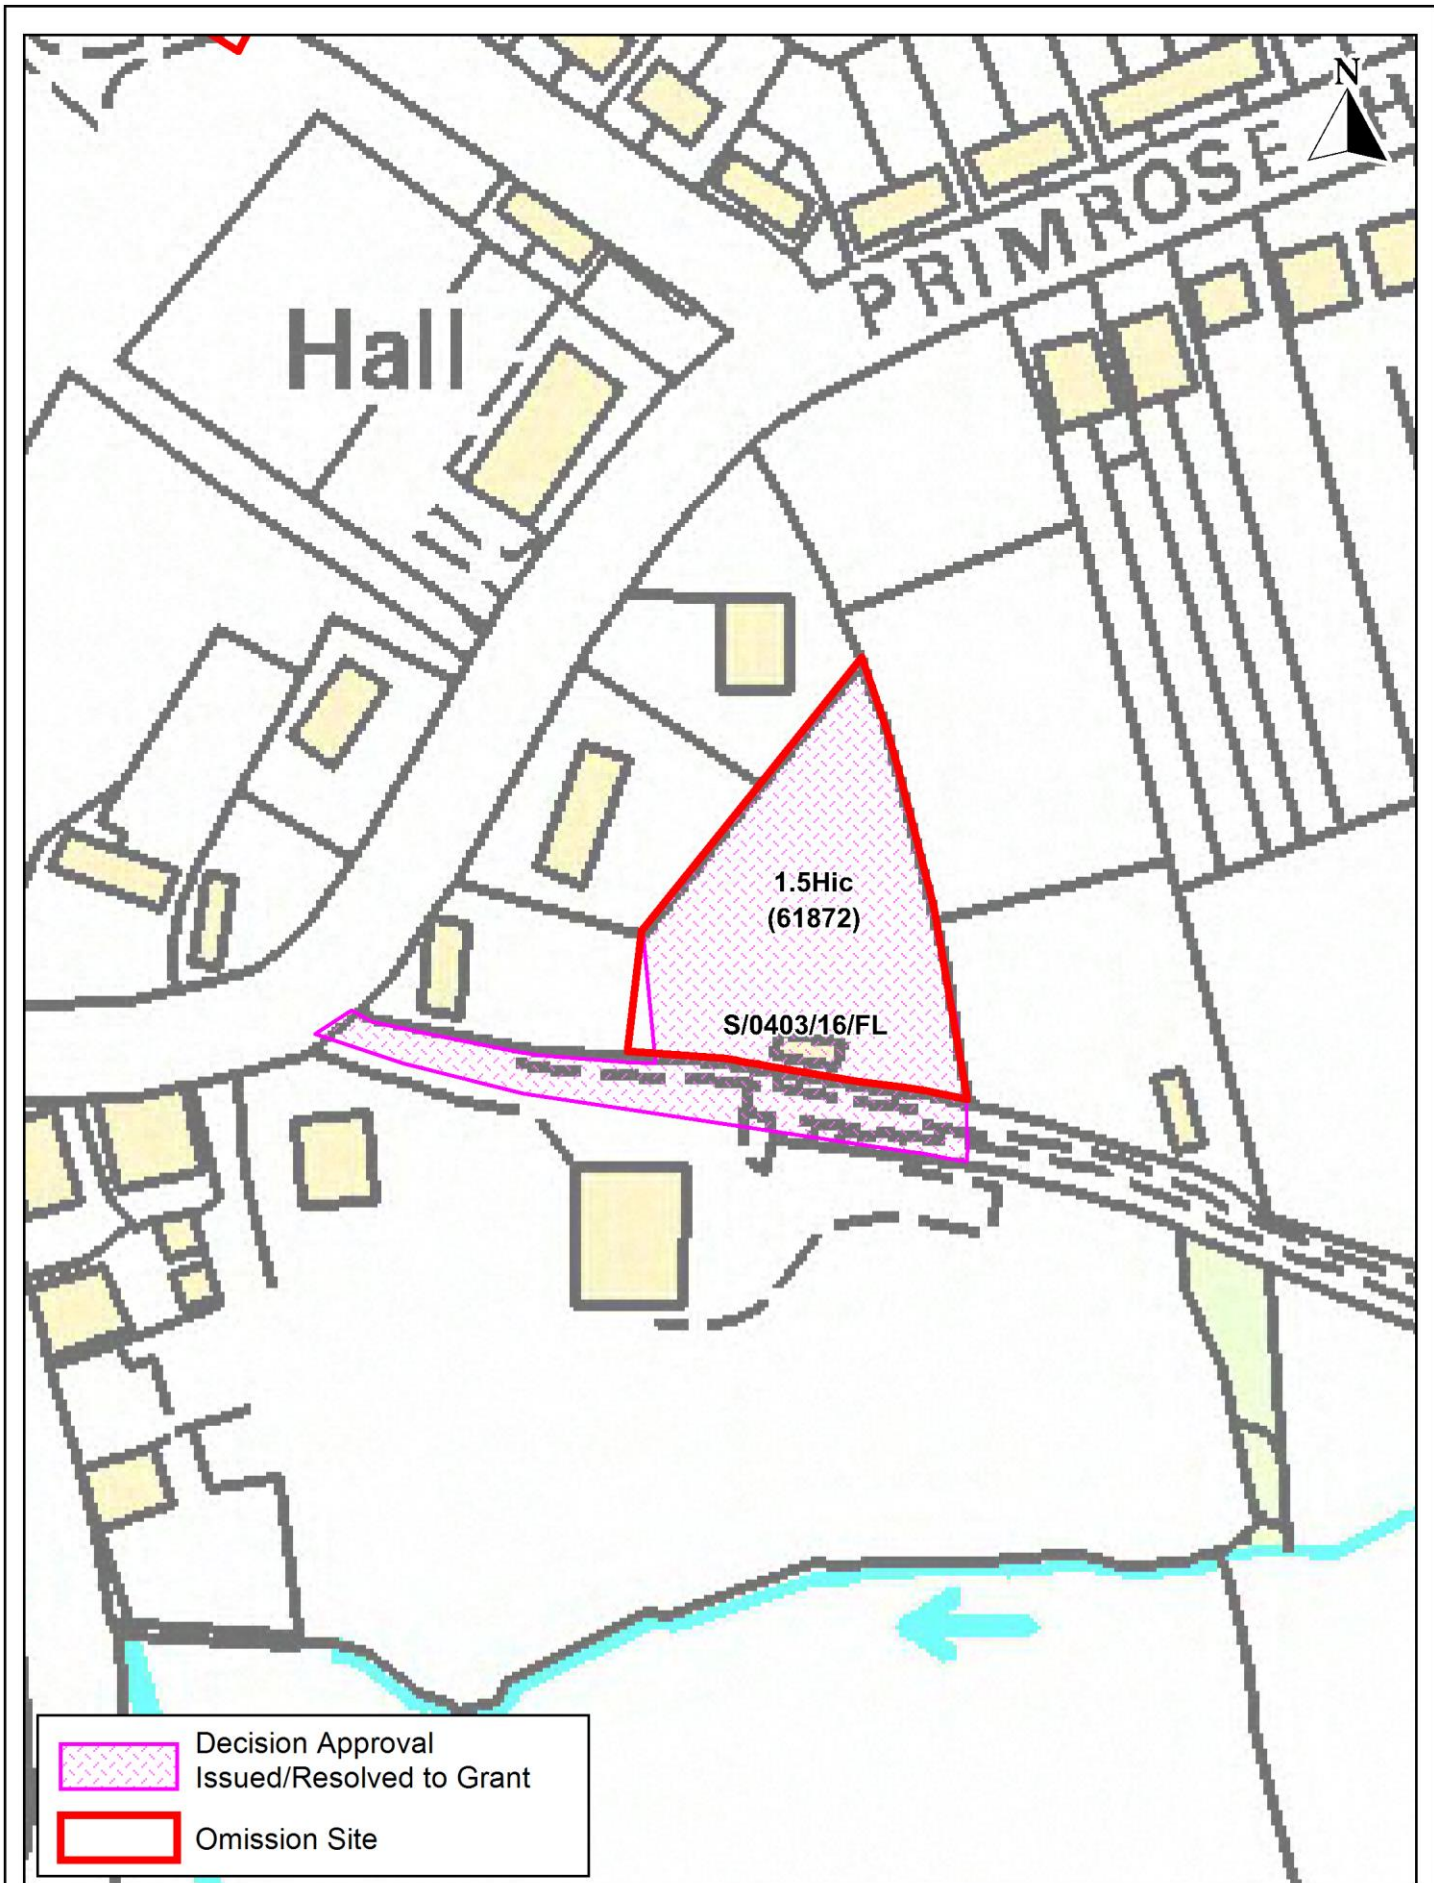 N
PRIMROSE H
Hall
1.5Hic
(61872)
S/0403/16/FL
Decision Approval
Issued/Resolved to Grant
Omission Site